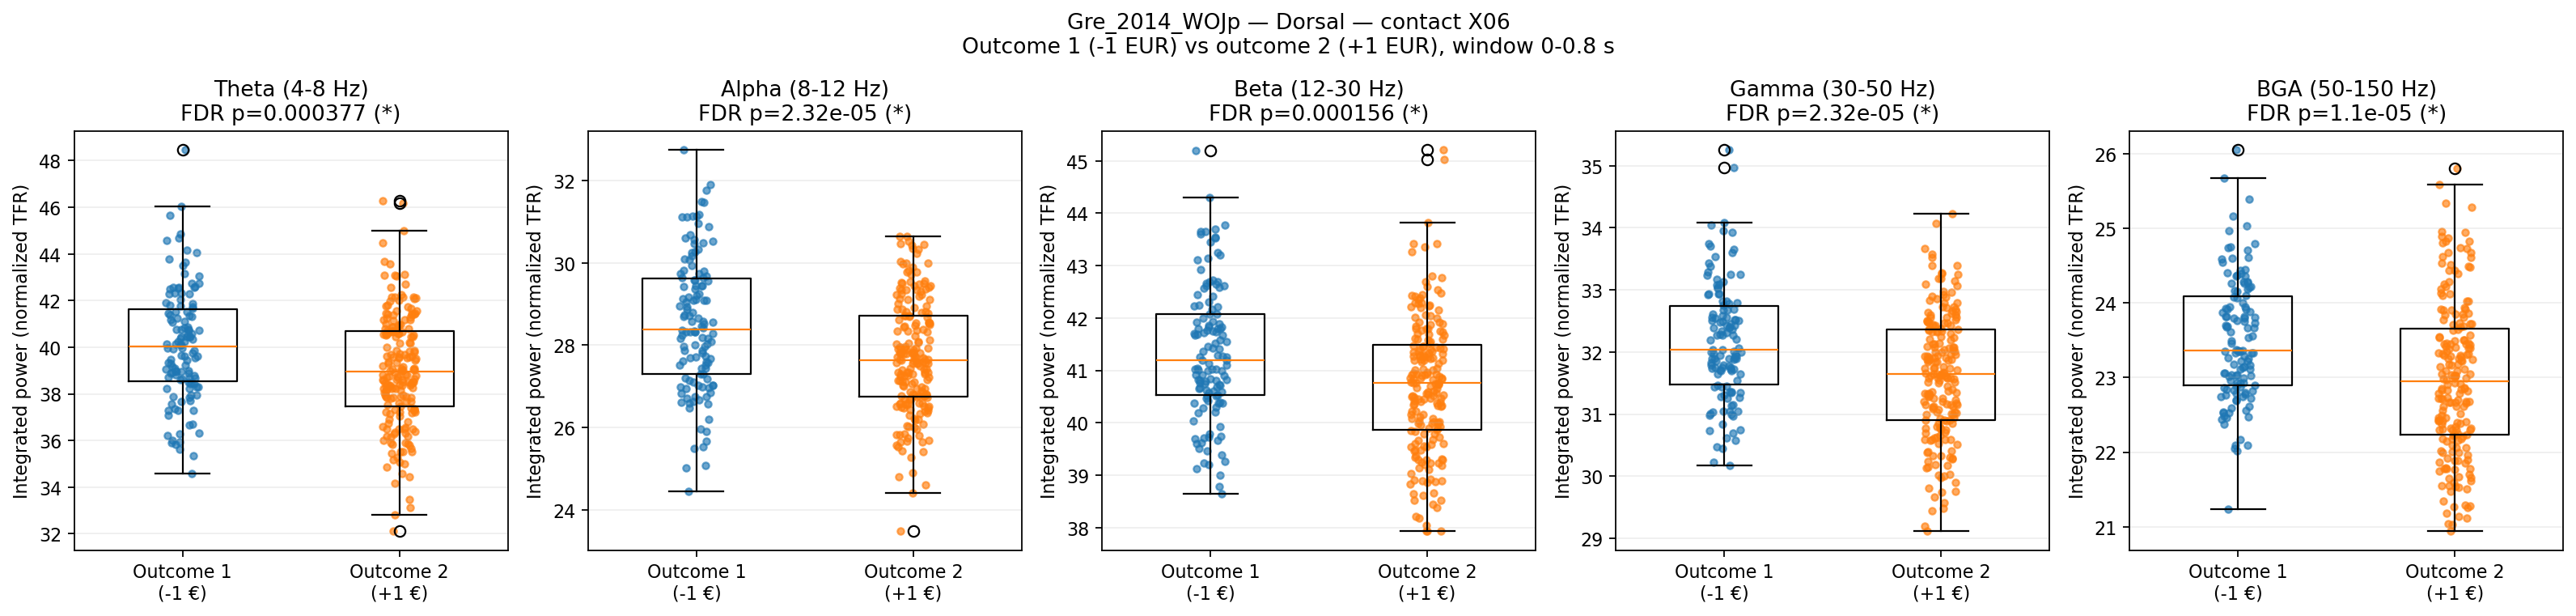 Gre_2014_WOJp — Dorsal — contact X06
Outcome 1 (-1 EUR) vs outcome 2 (+1 EUR), window 0-0.8 s
Theta (4-8 Hz)
FDR p=0.000377 (*)
Integrated power (normalized TFR)
48
46
44
42
40
38
36
34
32
Outcome 1
(-1 €)
Outcome 2
(+1 €)
Alpha (8-12 Hz)
FDR p=2.32e-05 (*)
Integrated power (normalized TFR)
32
30
28
26
24
Outcome 1
(-1 €)
Outcome 2
(+1 €)
Beta (12-30 Hz)
FDR p=0.000156 (*)
Integrated power (normalized TFR)
45
44
43
42
41
40
39
38
Outcome 1
(-1 €)
Outcome 2
(+1 €)
Gamma (30-50 Hz)
FDR p=2.32e-05 (*)
Integrated power (normalized TFR)
35
34
33
32
31
30
29
Outcome 1
(-1 €)
Outcome 2
(+1 €)
BGA (50-150 Hz)
FDR p=1.1e-05 (*)
Integrated power (normalized TFR)
26
25
24
23
22
21
Outcome 1
(-1 €)
Outcome 2
(+1 €)